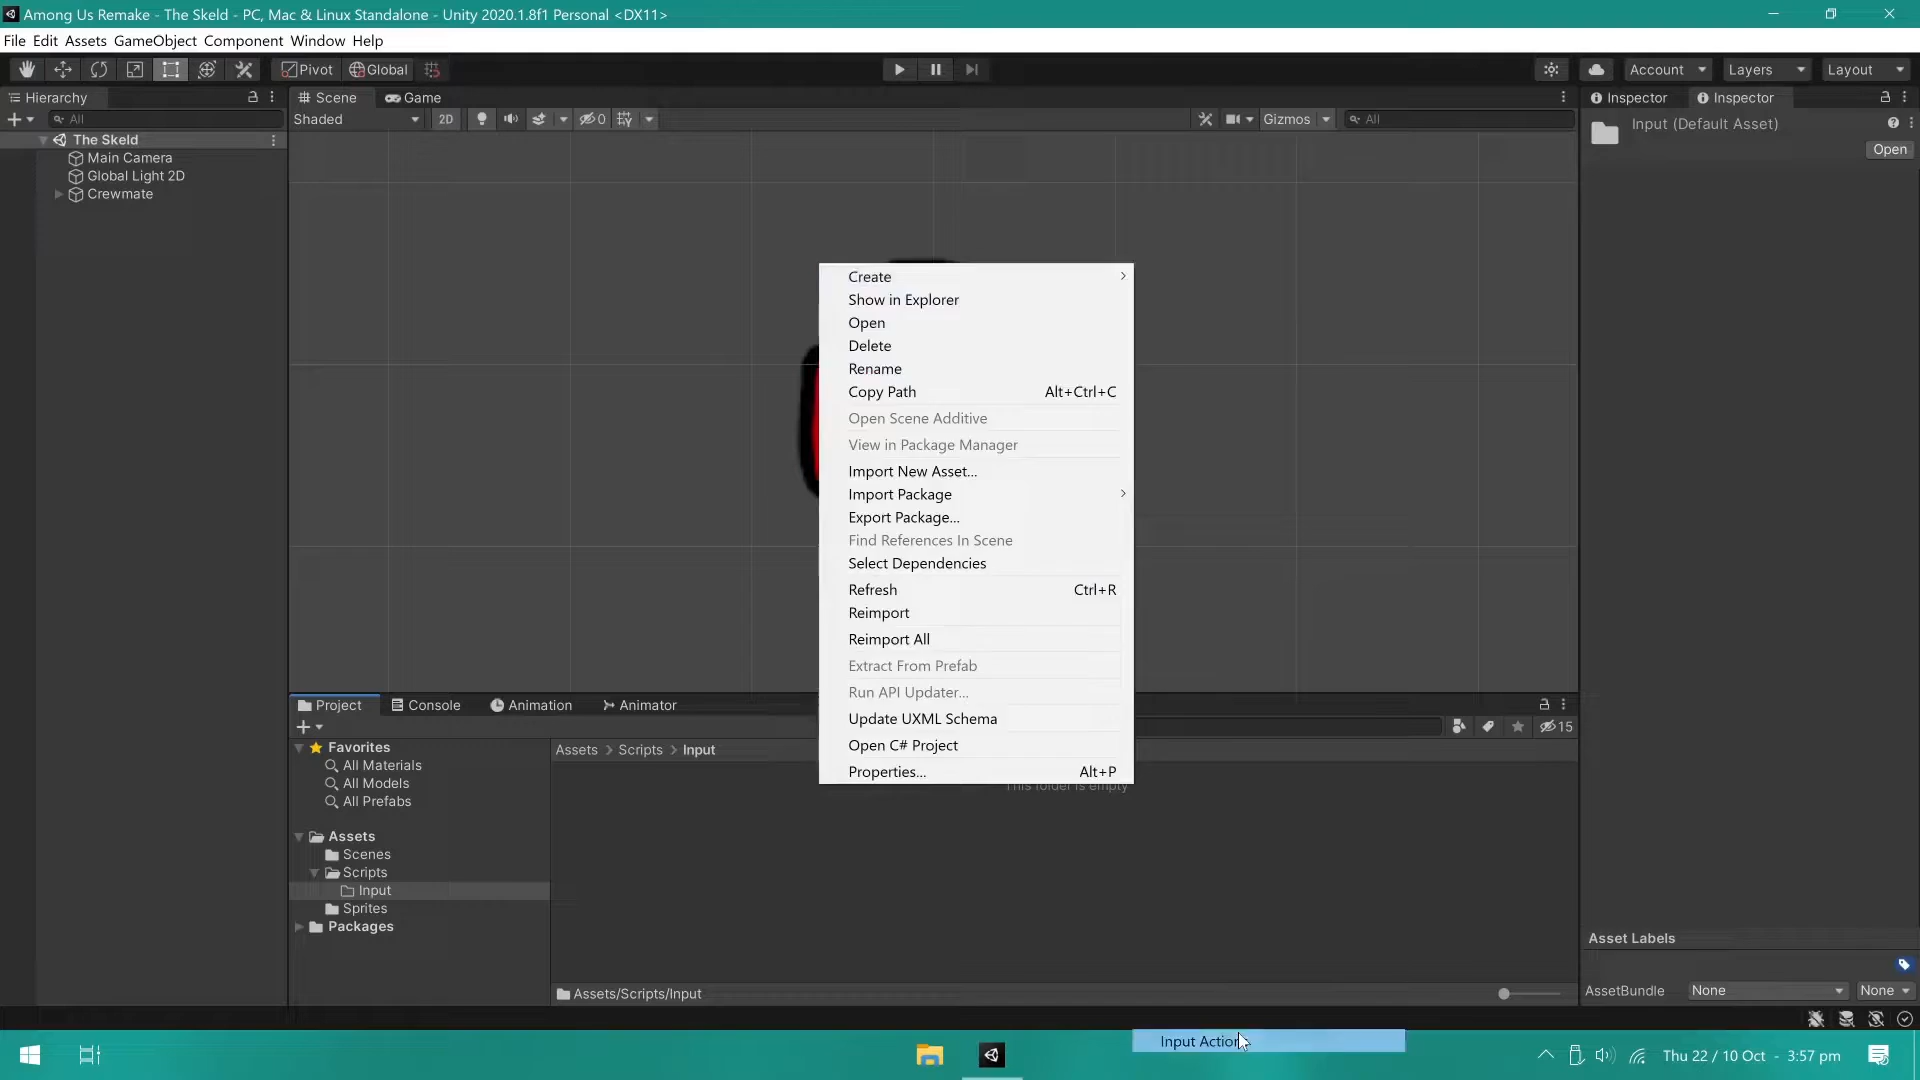 Among Us Remake - The Skeld - PC, Mac & Linux Standalone - Unity 2020.1.8f1 Personal <DX11>
File Edit Assets GameObject Component Window Help
Pivot Global Account Layers Layout
Hierarchy
All
The Skeld
Main Camera
Global Light 2D
Crewmate
Scene Game
Shaded 2D 0 Gizmos All
Inspector Inspector
Input (Default Asset)
Open
Create
Show in Explorer
Open
Delete
Rename
Copy Path Alt+Ctrl+C
Open Scene Additive
View in Package Manager
Import New Asset...
Import Package
Export Package...
Find References In Scene
Select Dependencies
Refresh Ctrl+R
Reimport
Reimport All
Extract From Prefab
Run API Updater...
Update UXML Schema
Open C# Project
Properties... Alt+P
Project Console Animation Animator
15
Favorites
All Materials
All Models
All Prefabs
Assets
Scenes
Scripts
Input
Sprites
Packages
Assets > Scripts > Input
This folder is empty
Assets/Scripts/Input
Asset Labels
AssetBundle None None
Input Action
Thu 22 / 10 Oct - 3:57 pm